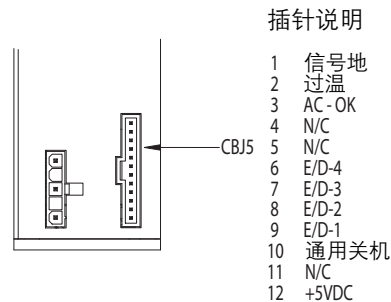 插针说明
1 信号地
2 过温
3 AC - OK
4 N/C
CBJ5
5 N/C
6 E/D-4
7 E/D-3
8 E/D-2
9 E/D-1
10 通用关机
11 N/C
12 +5VDC